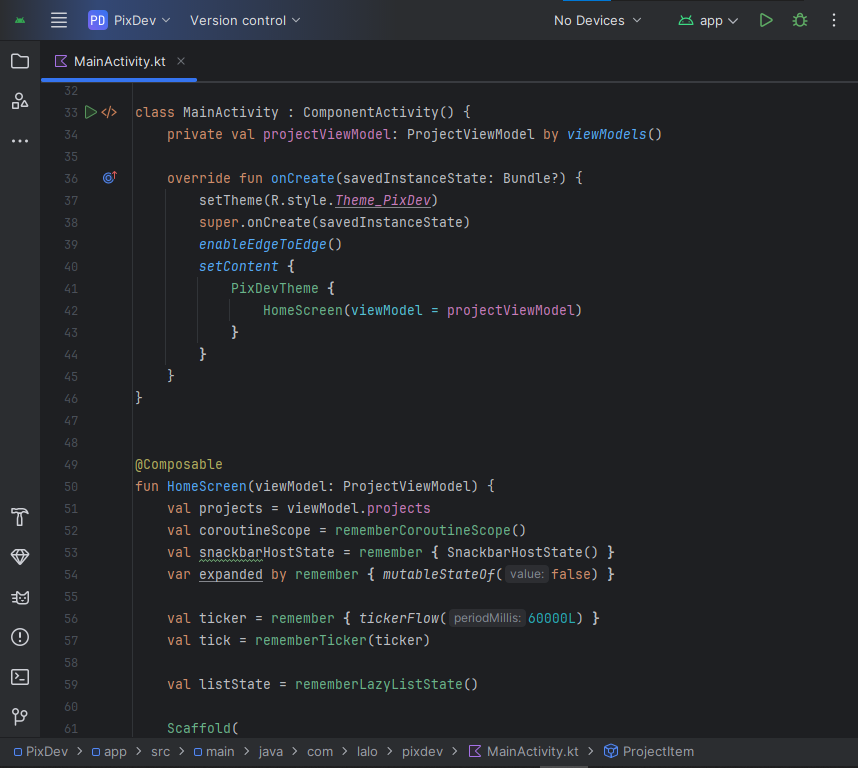 PD PixDev Version control No Devices app
MainActivity.kt
32
33 class MainActivity : ComponentActivity() {
34 private val projectViewModel: ProjectViewModel by viewModels()
35
36 override fun onCreate(savedInstanceState: Bundle?) {
37 setTheme(R.style.Theme_PixDev)
38 super.onCreate(savedInstanceState)
39 enableEdgeToEdge()
40 setContent {
41 PixDevTheme {
42 HomeScreen(viewModel = projectViewModel)
43 }
44 }
45 }
46 }
47
48
49 @Composable
50 fun HomeScreen(viewModel: ProjectViewModel) {
51 val projects = viewModel.projects
52 val coroutineScope = rememberCoroutineScope()
53 val snackbarHostState = remember { SnackbarHostState() }
54 var expanded by remember { mutableStateOf( value: false) }
55
56 val ticker = remember { tickerFlow( periodMillis: 60000L) }
57 val tick = rememberTicker(ticker)
58
59 val listState = rememberLazyListState()
60
61 Scaffold(
PixDev > app > src > main > java > com > lalo > pixdev > MainActivity.kt > ProjectItem